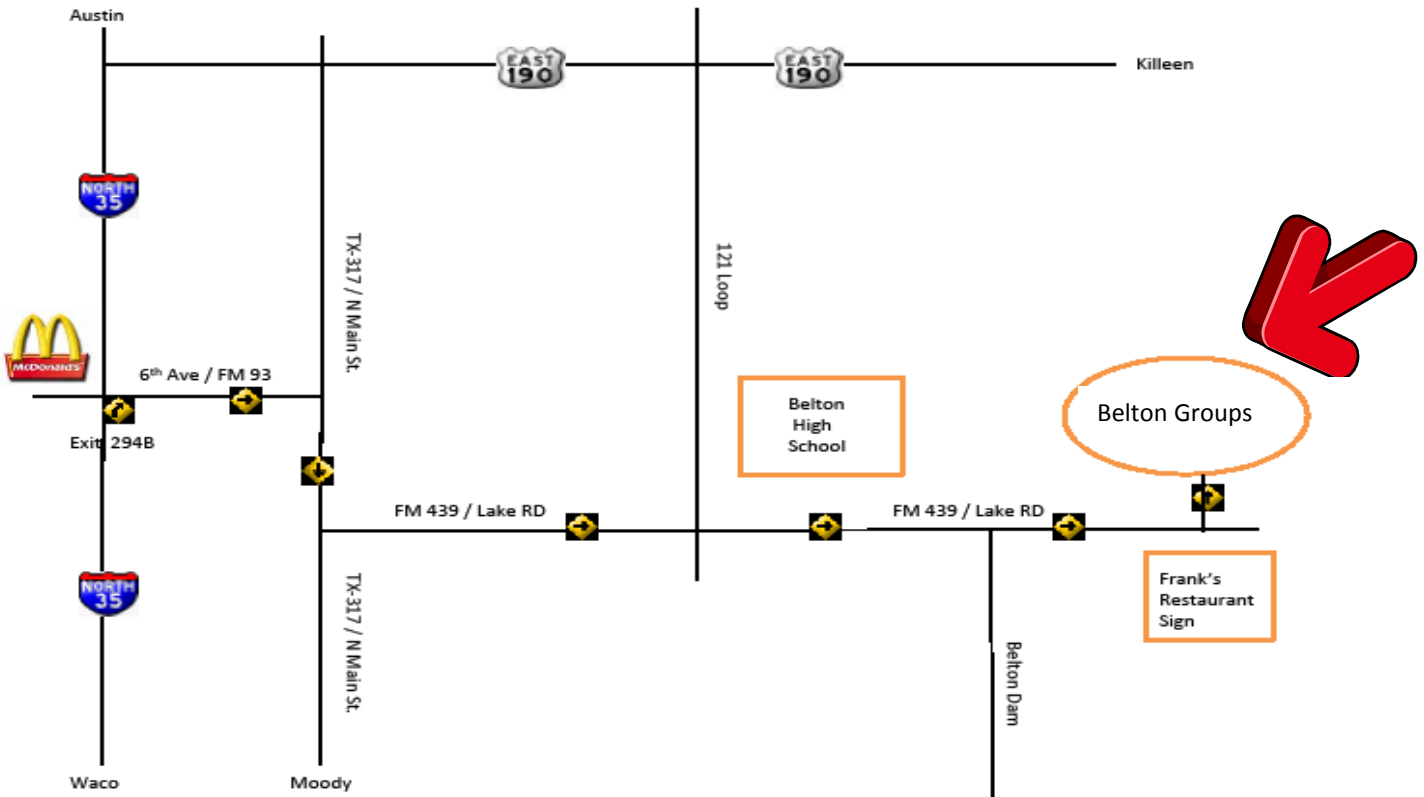 Austin
EAST
190
EAST
190
Killeen
NORTH
35
TX-317 / N Main St.
121 Loop
McDonald's
6th Ave / FM 93
Exit 294B
Belton
High
School
Belton Groups
FM 439 / Lake RD
FM 439 / Lake RD
NORTH
35
TX-317 / N Main St.
Frank's
Restaurant
Sign
Belton Dam
Waco
Moody